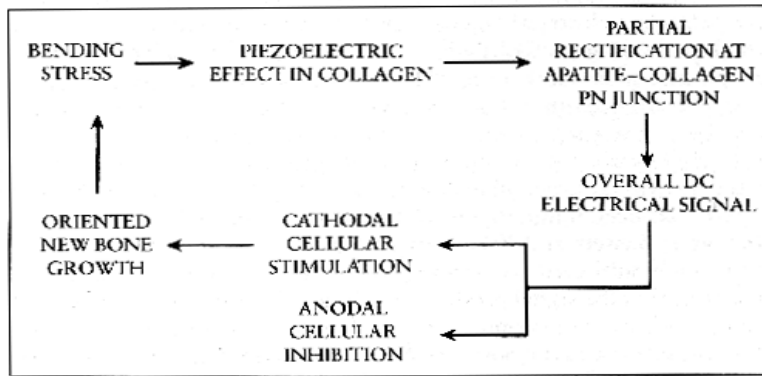 BENDING
STRESS
PIEZOELECTRIC
EFFECT IN COLLAGEN
PARTIAL
RECTIFICATION AT
APATITE–COLLAGEN
PN JUNCTION
OVERALL DC
ELECTRICAL SIGNAL
CATHODAL
CELLULAR
STIMULATION
ANODAL
CELLULAR
INHIBITION
ORIENTED
NEW BONE
GROWTH